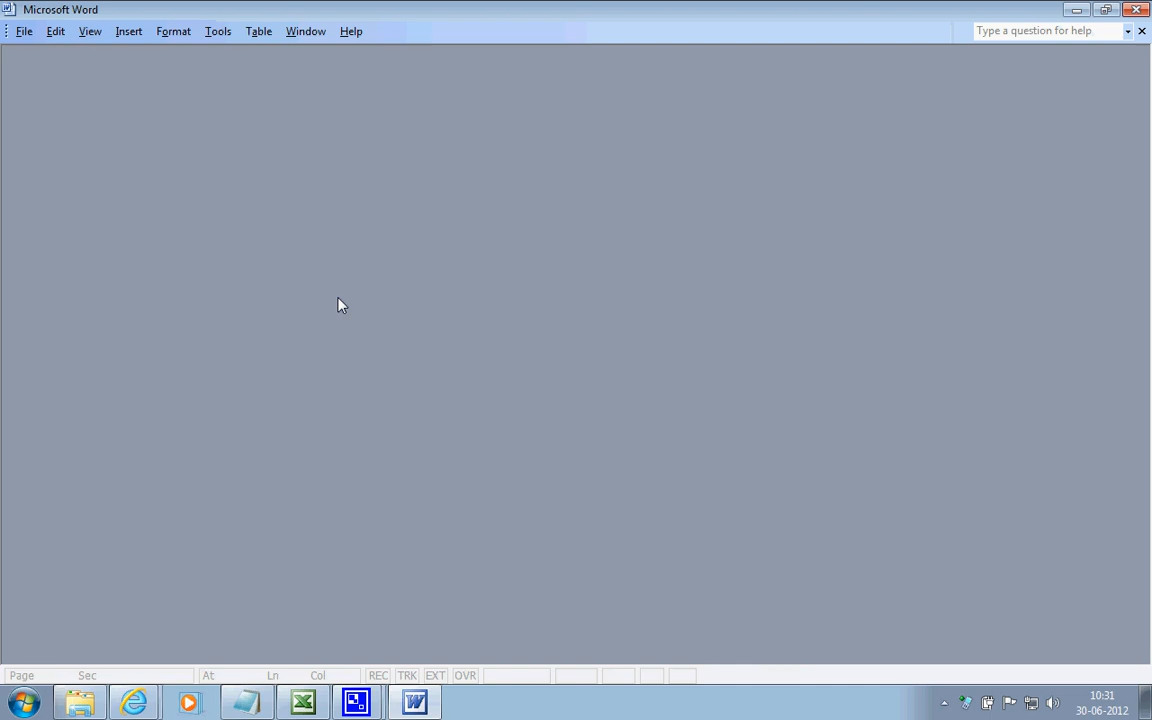 Microsoft Word
File Edit View Insert Format Tools Table Window Help Type a question for help
Page Sec At Ln Col REC TRK EXT OVR
10:31
30-06-2012